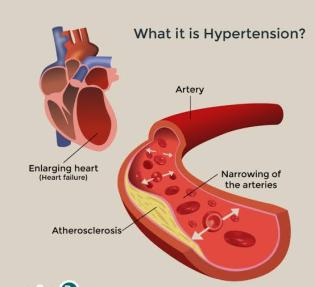 What it is Hypertension?
Artery
Enlarging heart
(Heart failure)
Narrowing of
the arteries
Atherosclerosis